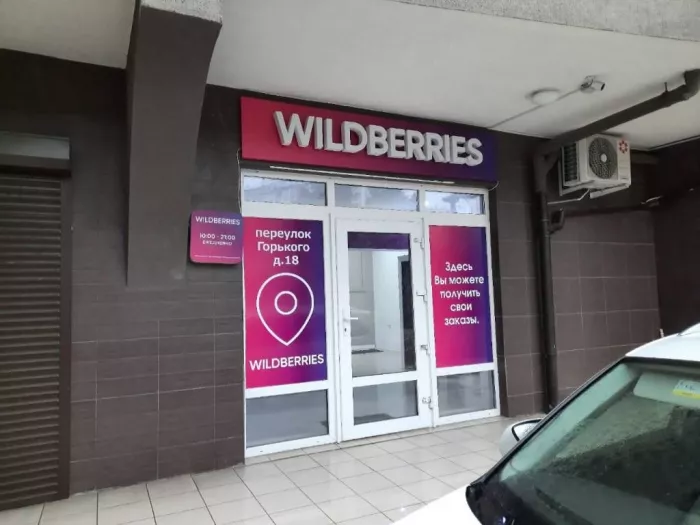 WILDBERRIES
WILDBERRIES
10:00 - 21:00
ЕЖЕДНЕВНО
переулок
Горького
д.18
WILDBERRIES
Здесь
Вы можете
получить
свои
заказы.